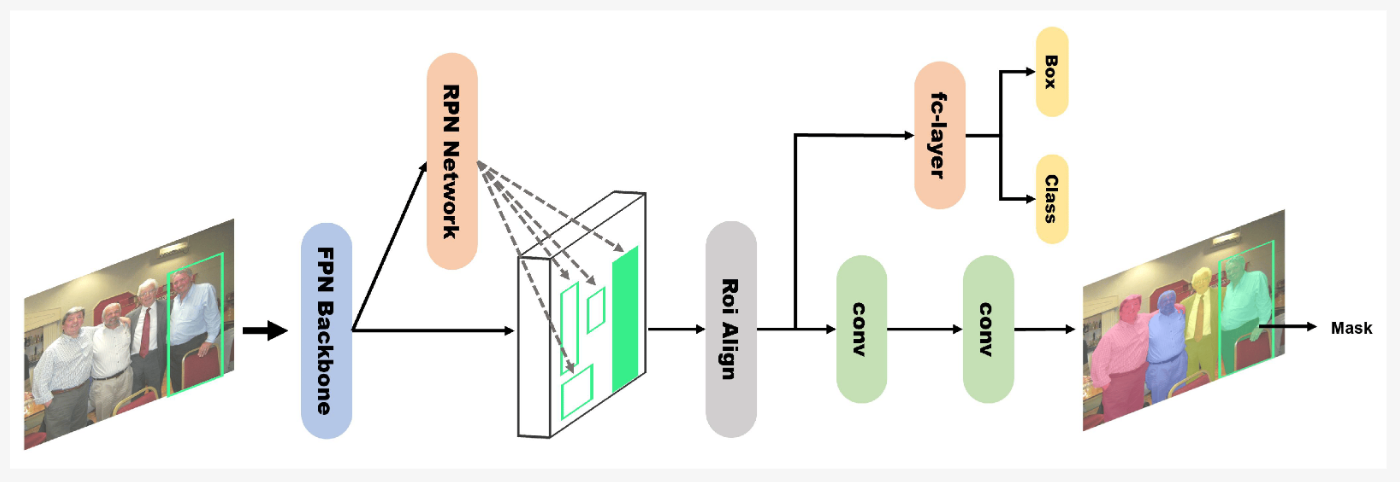 FPN Backbone
RPN Network
Roi Align
fc-layer
Box
Class
conv
conv
Mask